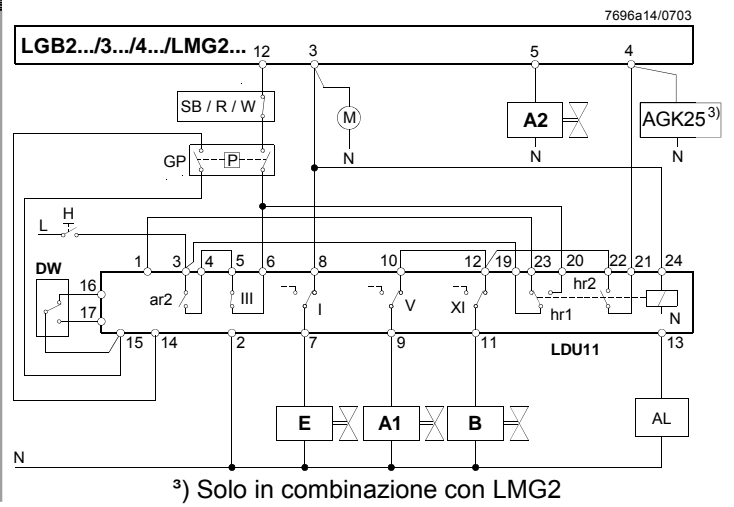 7696a14/0703
LGB2.../3.../4.../LMG2... 12 3 5 4
SB / R / W
M
A2
AGK25³⁾
N N N
GP P
L H
1 3 4 5 6 8 10 12 19 23 20 22 21 24
DW
16
17
ar2 III I V XI hr1 hr2 N
15 14 2 7 9 11 LDU11 13
E A1 B AL
N
³) Solo in combinazione con LMG2